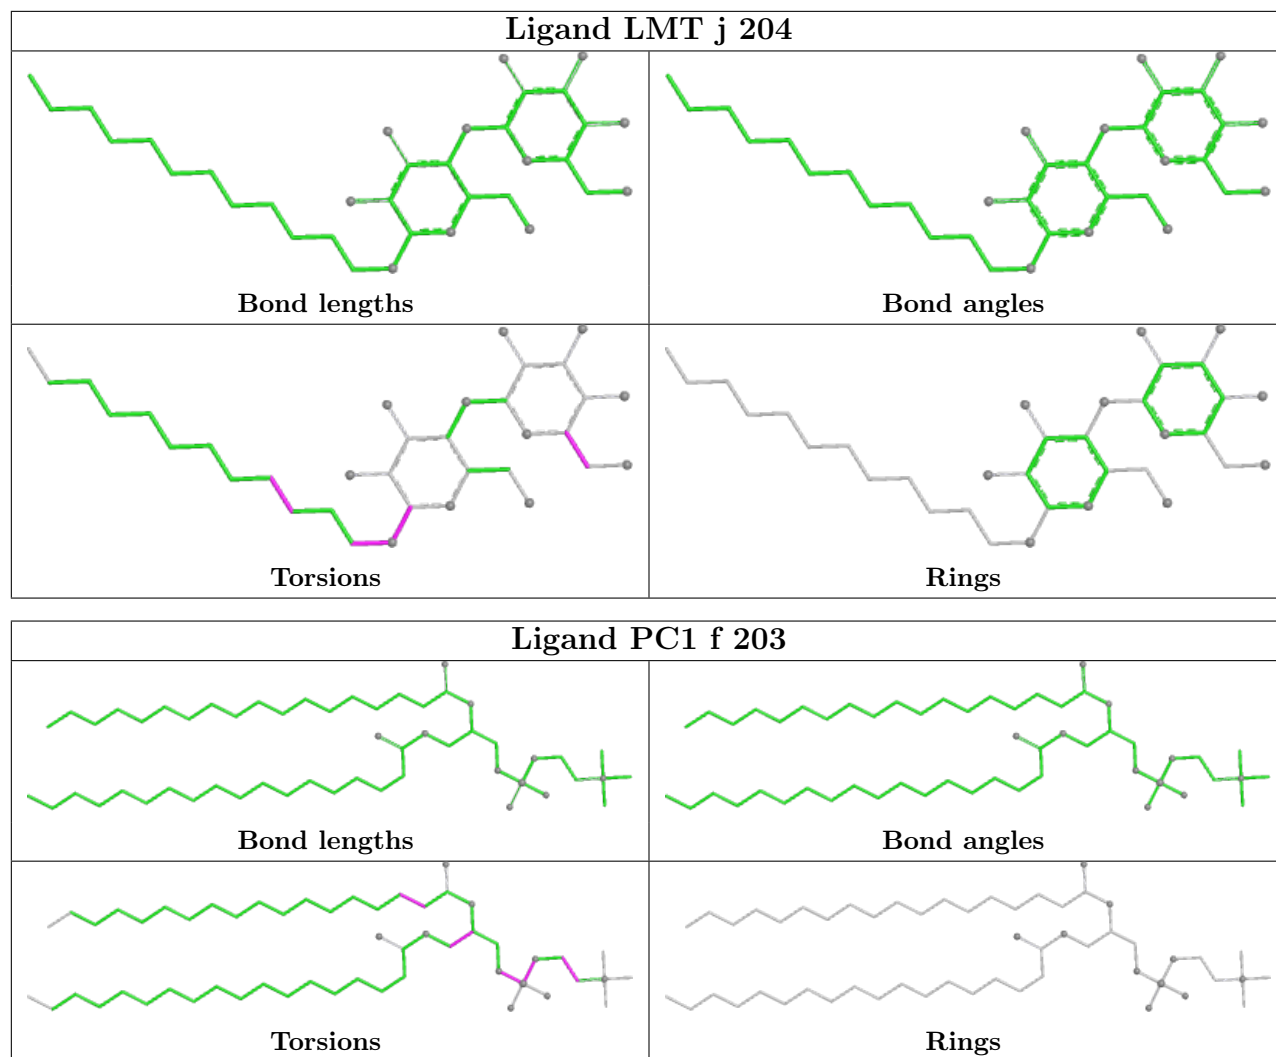 Ligand LMT j 204
Bond lengths
Bond angles
Torsions
Rings
Ligand PC1 f 203
Bond lengths
Bond angles
Torsions
Rings